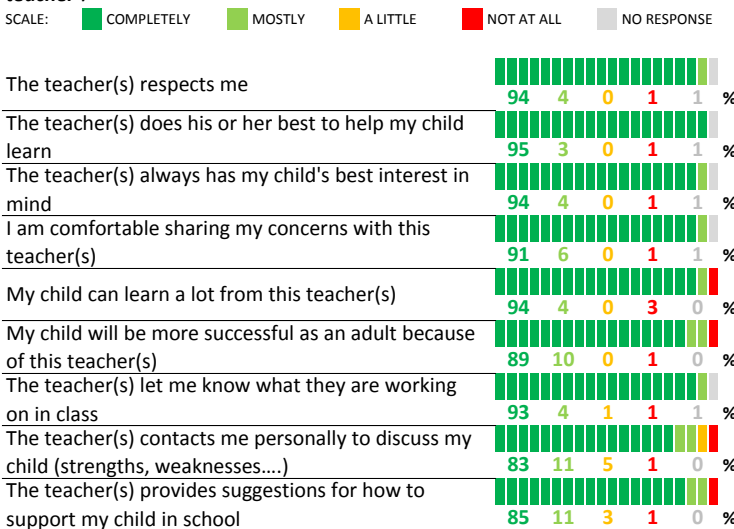 teacher?
SCALE: COMPLETELY MOSTLY A LITTLE NOT AT ALL NO RESPONSE
The teacher(s) respects me
94 4 0 1 1 %
The teacher(s) does his or her best to help my child
learn
95 3 0 1 1 %
The teacher(s) always has my child's best interest in
mind
94 4 0 1 1 %
I am comfortable sharing my concerns with this
teacher(s)
91 6 0 1 1 %
My child can learn a lot from this teacher(s)
94 4 0 3 0 %
My child will be more successful as an adult because
of this teacher(s)
89 10 0 1 0 %
The teacher(s) let me know what they are working
on in class
93 4 1 1 1 %
The teacher(s) contacts me personally to discuss my
child (strengths, weaknesses....)
83 11 5 1 0 %
The teacher(s) provides suggestions for how to
support my child in school
85 11 3 1 0 %